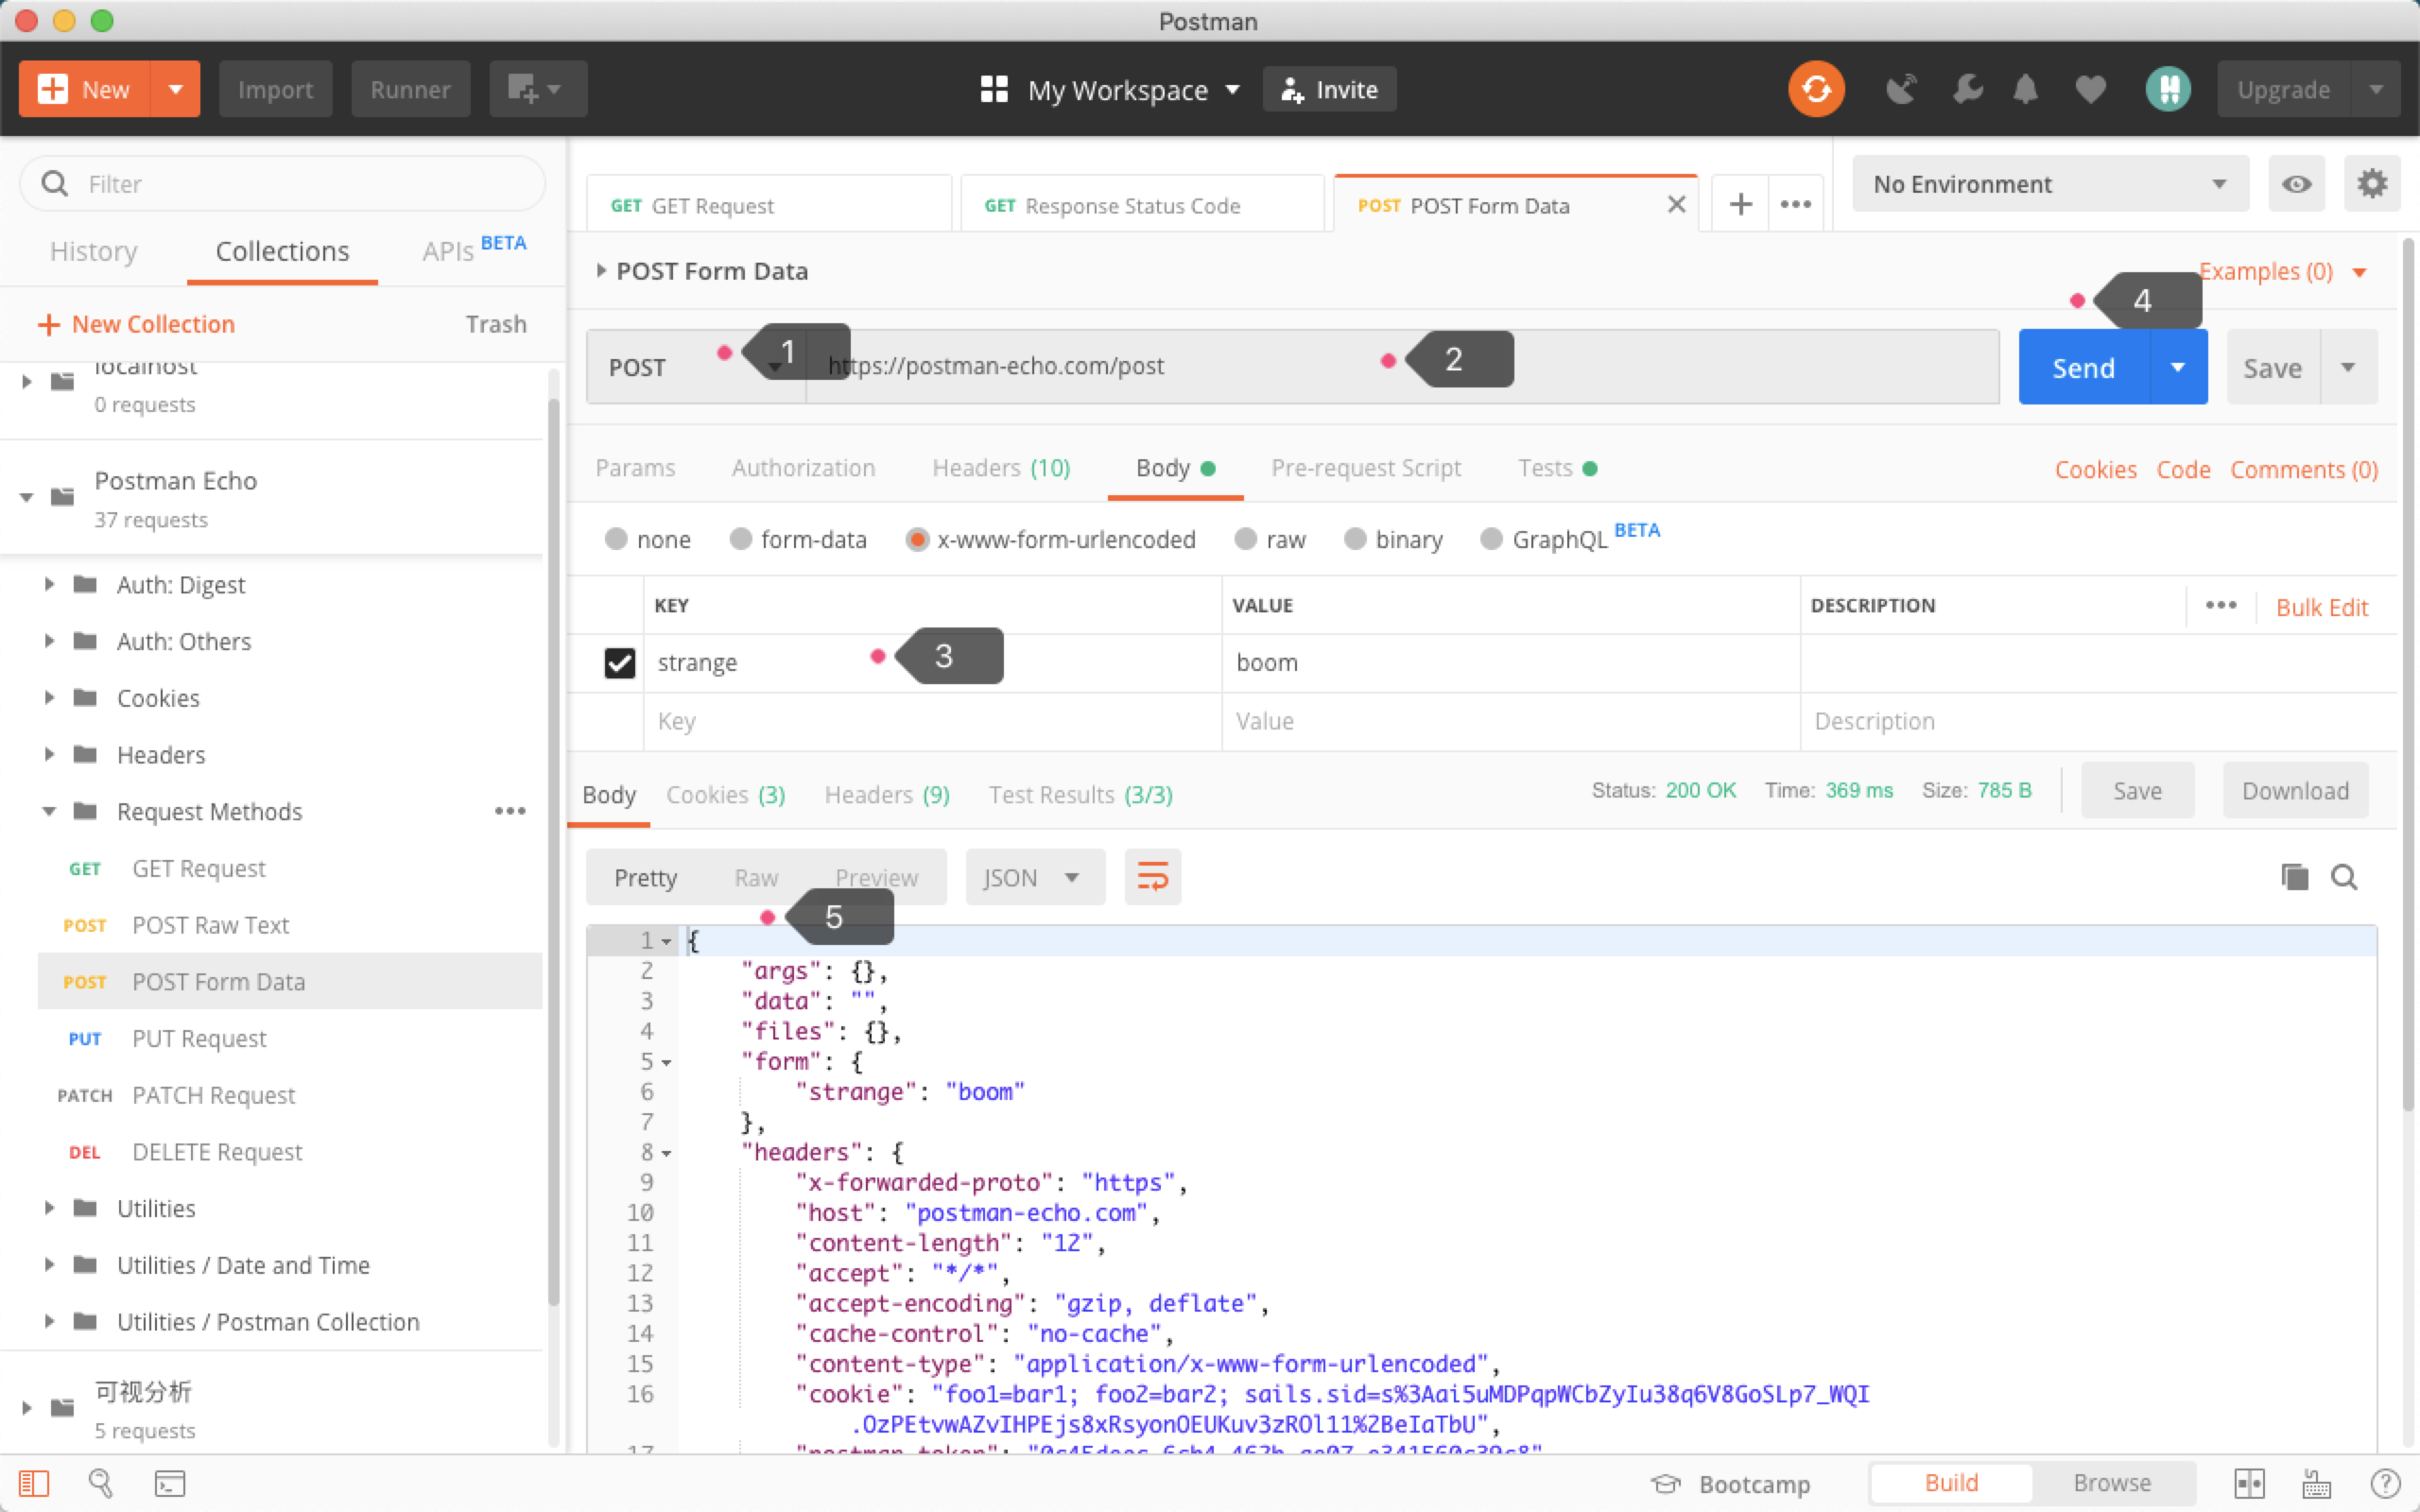 Postman
New
Import
Runner
My Workspace
Invite
Upgrade
Filter
History
Collections
APIs BETA
New Collection
Trash
localhost
0 requests
Postman Echo
37 requests
Auth: Digest
Auth: Others
Cookies
Headers
Request Methods
GET GET Request
POST POST Raw Text
POST POST Form Data
PUT PUT Request
PATCH PATCH Request
DEL DELETE Request
Utilities
Utilities / Date and Time
Utilities / Postman Collection
可视分析
5 requests
GET GET Request
GET Response Status Code
POST POST Form Data
No Environment
POST Form Data
Examples (0)
4
POST
1
https://postman-echo.com/post
2
Send
Save
Params
Authorization
Headers (10)
Body
Pre-request Script
Tests
Cookies
Code
Comments (0)
none
form-data
x-www-form-urlencoded
raw
binary
GraphQL BETA
KEY
VALUE
DESCRIPTION
Bulk Edit
strange
3
boom
Key
Value
Description
Body
Cookies (3)
Headers (9)
Test Results (3/3)
Status: 200 OK
Time: 369 ms
Size: 785 B
Save
Download
Pretty
Raw
Preview
JSON
5
1 {
2 "args": {},
3 "data": "",
4 "files": {},
5 "form": {
6 "strange": "boom"
7 },
8 "headers": {
9 "x-forwarded-proto": "https",
10 "host": "postman-echo.com",
11 "content-length": "12",
12 "accept": "*/*",
13 "accept-encoding": "gzip, deflate",
14 "cache-control": "no-cache",
15 "content-type": "application/x-www-form-urlencoded",
16 "cookie": "foo1=bar1; foo2=bar2; sails.sid=s%3Aai5uMDPqpWCbZyIu38q6V8GoSLp7_WQI
.OzPEtvwAZvIHPEjs8xRsyonOEUKuv3zROl11%2BeIaTbU",
17 "postman-token":
Bootcamp
Build
Browse